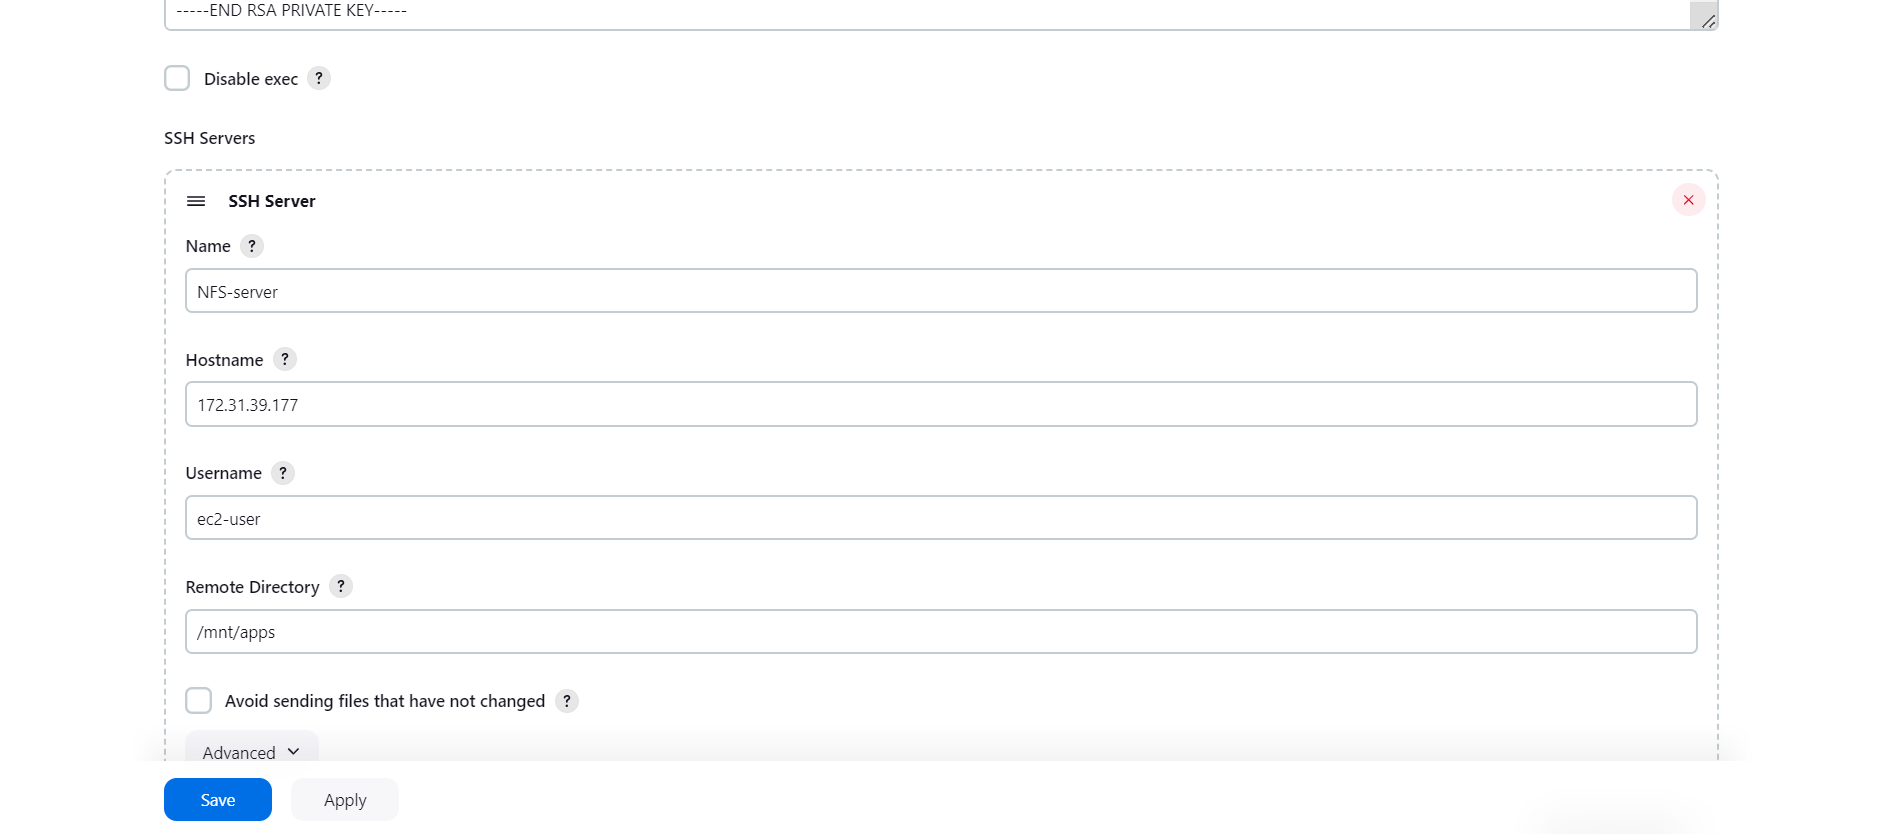 -----END RSA PRIVATE KEY-----
Disable exec ?
SSH Servers
SSH Server
Name ?
NFS-server
Hostname ?
172.31.39.177
Username ?
ec2-user
Remote Directory ?
/mnt/apps
Avoid sending files that have not changed ?
Advanced
Save Apply